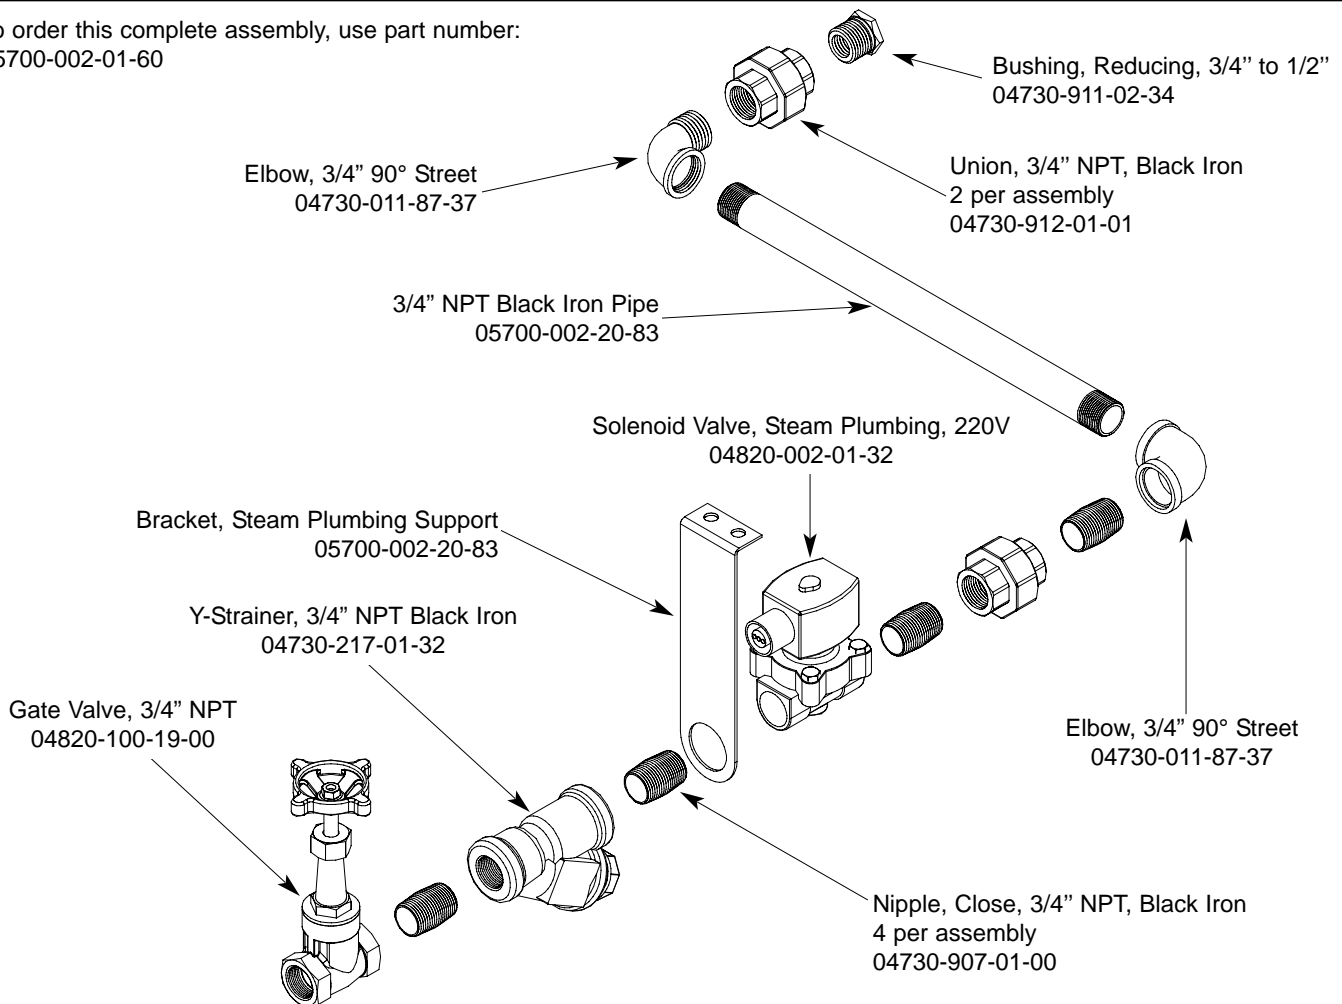 o order this complete assembly, use part number:
5700-002-01-60
Bushing, Reducing, 3/4’’ to 1/2’’
04730-911-02-34
Elbow, 3/4” 90° Street
04730-011-87-37
Union, 3/4’’ NPT, Black Iron
2 per assembly
04730-912-01-01
3/4” NPT Black Iron Pipe
05700-002-20-83
Solenoid Valve, Steam Plumbing, 220V
04820-002-01-32
Bracket, Steam Plumbing Support
05700-002-20-83
Y-Strainer, 3/4” NPT Black Iron
04730-217-01-32
Gate Valve, 3/4” NPT
04820-100-19-00
Elbow, 3/4” 90° Street
04730-011-87-37
Nipple, Close, 3/4’’ NPT, Black Iron
4 per assembly
04730-907-01-00